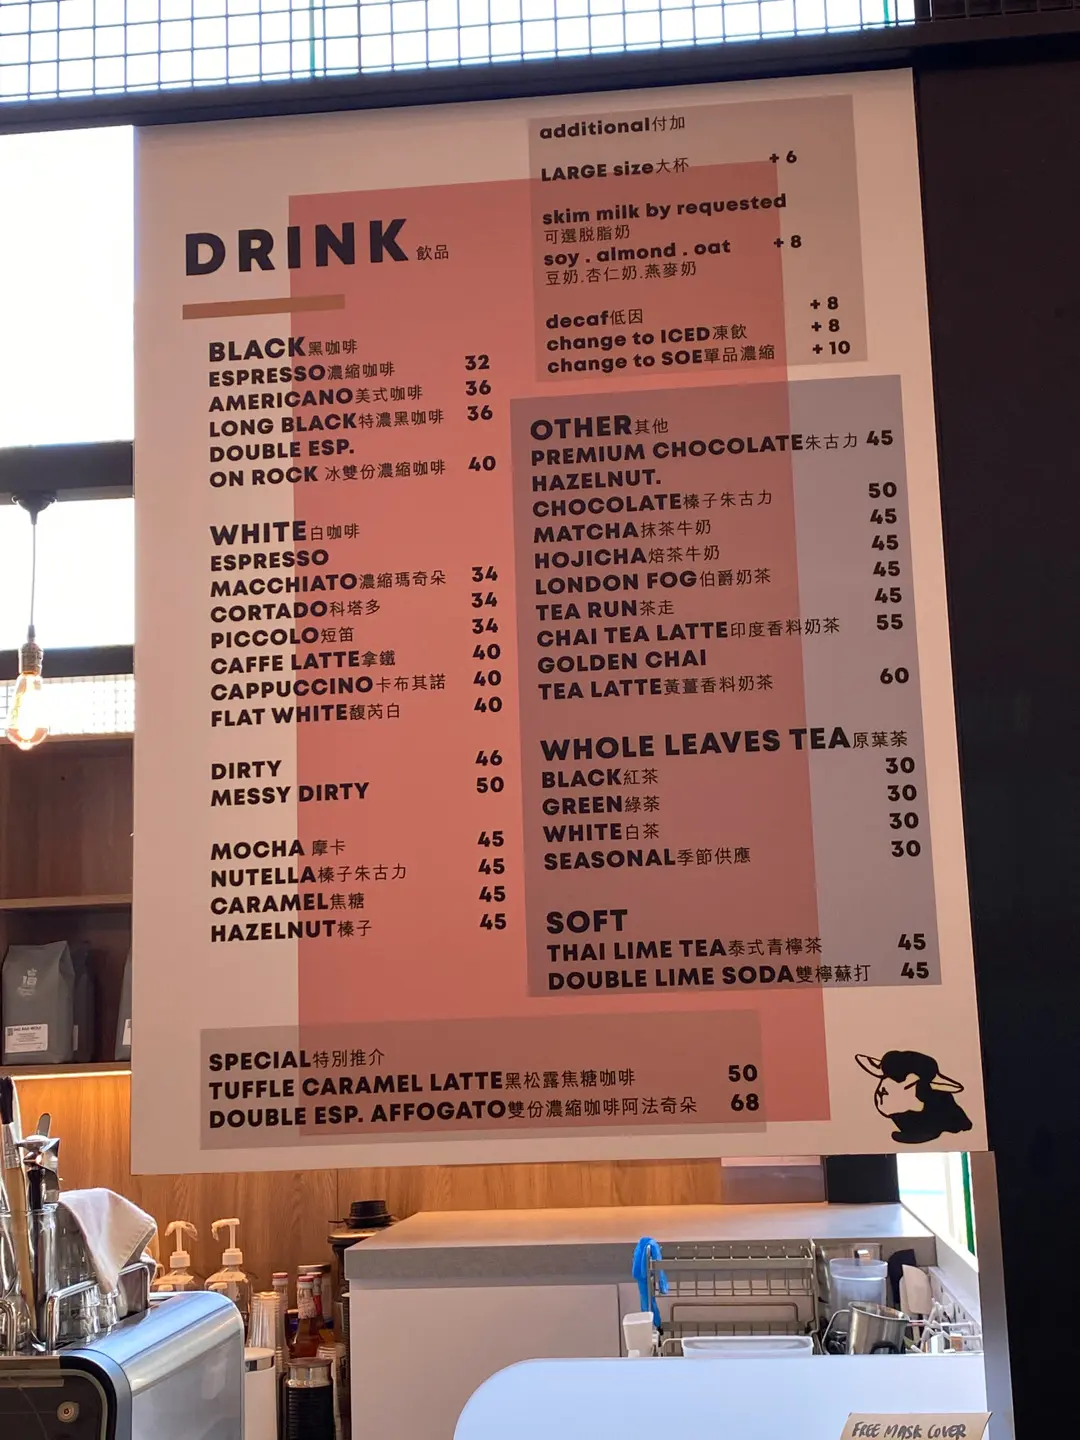 DRINK飲品
BLACK黑咖啡
ESPRESSO濃縮咖啡 32
AMERICANO美式咖啡 36
LONG BLACK特濃黑咖啡 36
DOUBLE ESP.
ON ROCK 冰雙份濃縮咖啡 40
WHITE白咖啡
ESPRESSO
MACCHIATO濃縮瑪奇朵 34
CORTADO科塔多 34
PICCOLO短笛 34
CAFFE LATTE拿鐵 40
CAPPUCCINO卡布其諾 40
FLAT WHITE馥芮白 40
DIRTY 46
MESSY DIRTY 50
MOCHA 摩卡 45
NUTELLA榛子朱古力 45
CARAMEL焦糖 45
HAZELNUT榛子 45
additional付加
LARGE size大杯 + 6
skim milk by requested
可選脱脂奶
soy . almond . oat + 8
豆奶.杏仁奶.燕麥奶
decaf低因 + 8
change to ICED凍飲 + 8
change to SOE單品濃縮 + 10
OTHER其他
PREMIUM CHOCOLATE朱古力 45
HAZELNUT.
CHOCOLATE榛子朱古力 50
MATCHA抹茶牛奶 45
HOJICHA焙茶牛奶 45
LONDON FOG伯爵奶茶 45
TEA RUN茶走 45
CHAI TEA LATTE印度香料奶茶 55
GOLDEN CHAI
TEA LATTE黃薑香料奶茶 60
WHOLE LEAVES TEA原葉茶
BLACK紅茶 30
GREEN綠茶 30
WHITE白茶 30
SEASONAL季節供應 30
SOFT
THAI LIME TEA泰式青檸茶 45
DOUBLE LIME SODA雙檸蘇打 45
SPECIAL特別推介
TUFFLE CARAMEL LATTE黑松露焦糖咖啡 50
DOUBLE ESP. AFFOGATO雙份濃縮咖啡阿法奇朵 68
FREE MASK COVER